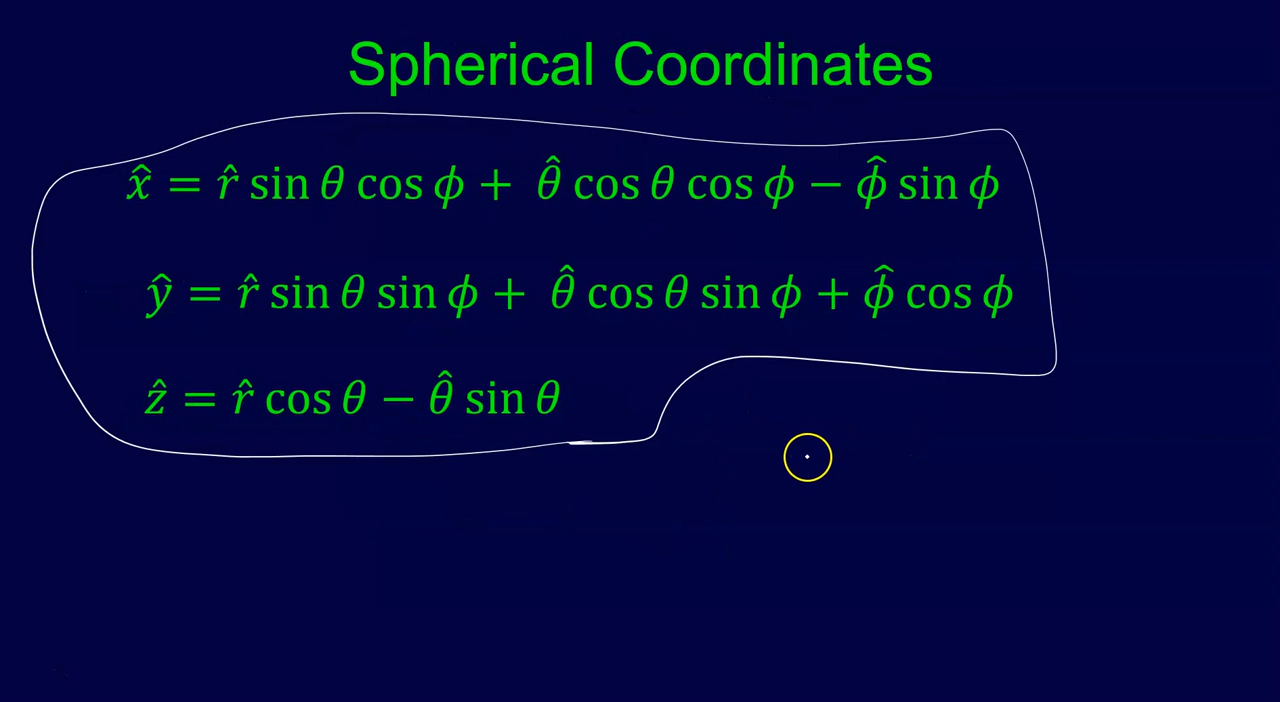 Spherical Coordinates
x̂ = r̂ sin θ cos ϕ + θ̂ cos θ cos ϕ − ϕ̂ sin ϕ
ŷ = r̂ sin θ sin ϕ + θ̂ cos θ sin ϕ + ϕ̂ cos ϕ
ẑ = r̂ cos θ − θ̂ sin θ